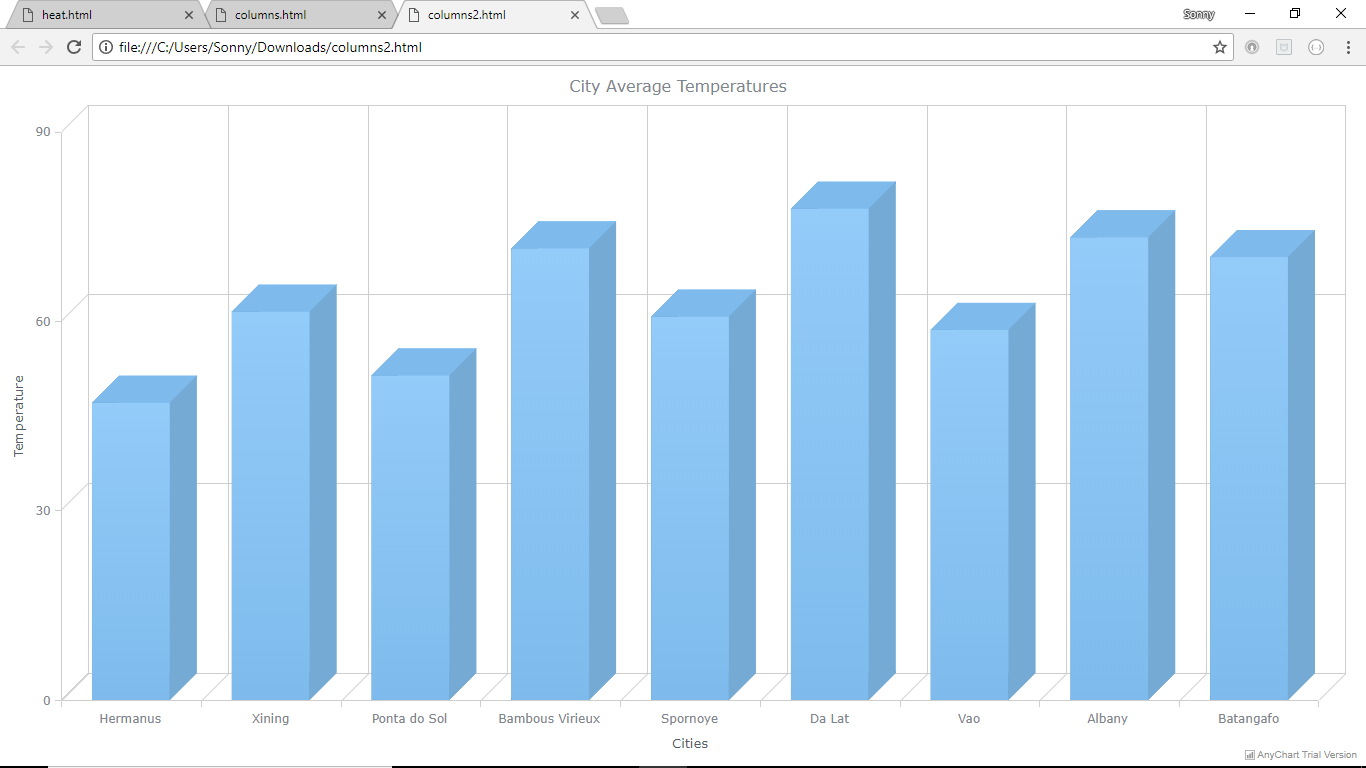 heat.html
columns.html
columns2.html
Sonny
file:///C:/Users/Sonny/Downloads/columns2.html
City Average Temperatures
90
60
30
0
Temperature
Hermanus
Xining
Ponta do Sol
Bambous Virieux
Spornoye
Da Lat
Vao
Albany
Batangafo
Cities
AnyChart Trial Version